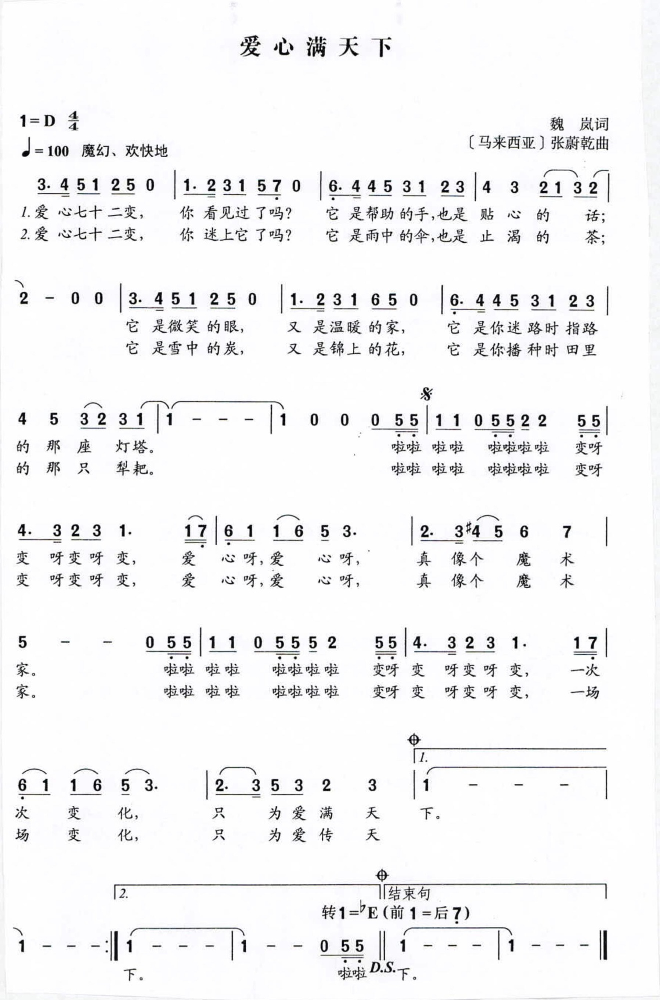 爱心满天下
1=D 4/4
魏 岚词
♩=100 魔幻、欢快地
〔马来西亚〕张蔚乾曲
3. 4 5 1 2 5 0 | 1. 2 3 1 5 7 0 | 6. 4 4 5 3 1 2 3 | 4 3 2 1 3 2 |
1.爱 心七十 二变， 你 看见过 了吗？ 它 是帮助 的手，也是 贴 心 的 话；
2.爱 心七十 二变， 你 迷上它 了吗？ 它 是雨中 的伞，也是 止 渴 的 茶；
2 - 0 0 | 3. 4 5 1 2 5 0 | 1. 2 3 1 6 5 0 | 6. 4 4 5 3 1 2 3 |
它 是微笑 的眼， 又 是温暖 的家， 它 是你迷 路时 指路
它 是雪中 的炭， 又 是锦上 的花， 它 是你播 种时 田里
4 5 3 2 3 1 | 1 - - - | 1 0 0 0 5 5 | 1 1 0 5 5 2 2 5 5 |
的 那 座 灯塔。 啦啦 啦啦 啦啦啦啦 变呀
的 那 只 犁耙。 啦啦 啦啦 啦啦啦啦 变呀
4. 3 2 3 1. 1 7 | 6 1 1 6 5 3. | 2. 3 #4 5 6 7 |
变 呀变 呀 变， 爱 心呀，爱 心呀， 真 像个 魔 术
变 呀变 呀 变， 爱 心呀，爱 心呀， 真 像个 魔 术
5 - - 0 5 5 | 1 1 0 5 5 5 2 5 5 | 4. 3 2 3 1. 1 7 |
家。 啦啦 啦啦 啦啦啦啦 变呀 变 呀变 呀 变， 一次
家。 啦啦 啦啦 啦啦啦啦 变呀 变 呀变 呀 变， 一场
1.
6 1 1 6 5 3. | 2. 3 5 3 2 3 | 1 - - - |
次 变 化， 只 为爱 满 天 下。
场 变 化， 只 为爱 传 天
2. 结束句
转1=♭E（前1=后7）
1 - - - :‖ 1 - - - | 1 - - 0 5 5 ‖ 1 - - - | 1 - - - ‖
下。 啦啦 D.S. 下。